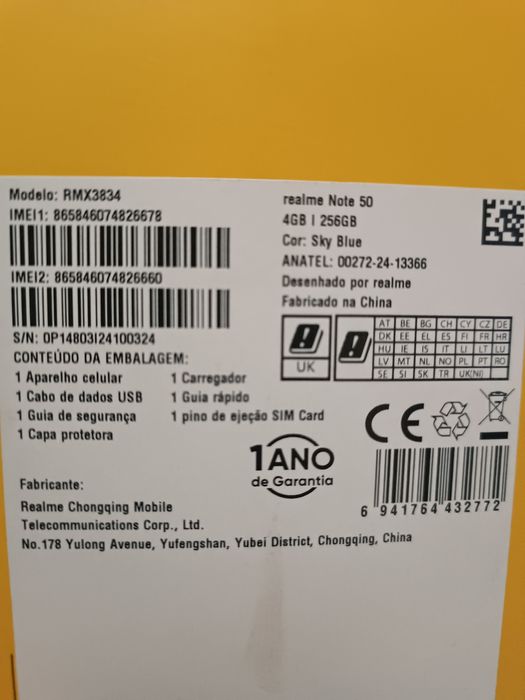 Modelo: RMX3834
IMEI1: 865846074826678
IMEI2: 865846074826660
S/N: 0P14803I24100324
realme Note 50
4GB | 256GB
Cor: Sky Blue
ANATEL: 00272-24-13366
Desenhado por realme
Fabricado na China
UK
AT BE BG CH CY CZ DE
DK EE EL ES FI FR HR
HU IE IS IT LI LT LU
LV MT NL NO PL PT RO
SE SI SK TR UK(NI)
CONTEÚDO DA EMBALAGEM:
1 Aparelho celular 1 Carregador
1 Cabo de dados USB 1 Guia rápido
1 Guia de segurança 1 pino de ejeção SIM Card
1 Capa protetora
CE
1 ANO
de Garantia
6 941764 432772
Fabricante:
Realme Chongqing Mobile
Telecommunications Corp., Ltd.
No.178 Yulong Avenue, Yufengshan, Yubei District, Chongqing, China